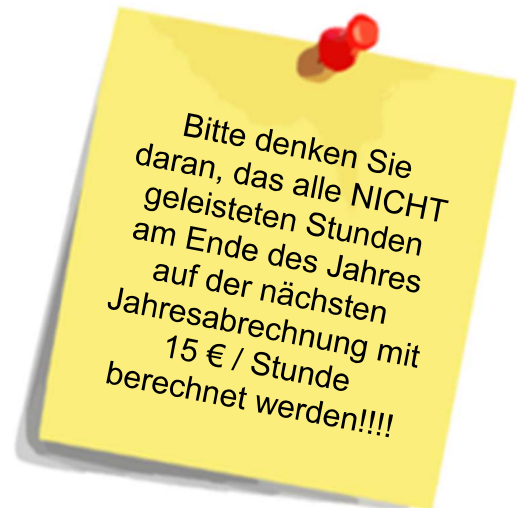 Bitte denken Sie
daran, das alle NICHT
geleisteten Stunden
am Ende des Jahres
auf der nächsten
Jahresabrechnung mit
15 € / Stunde
berechnet werden!!!!